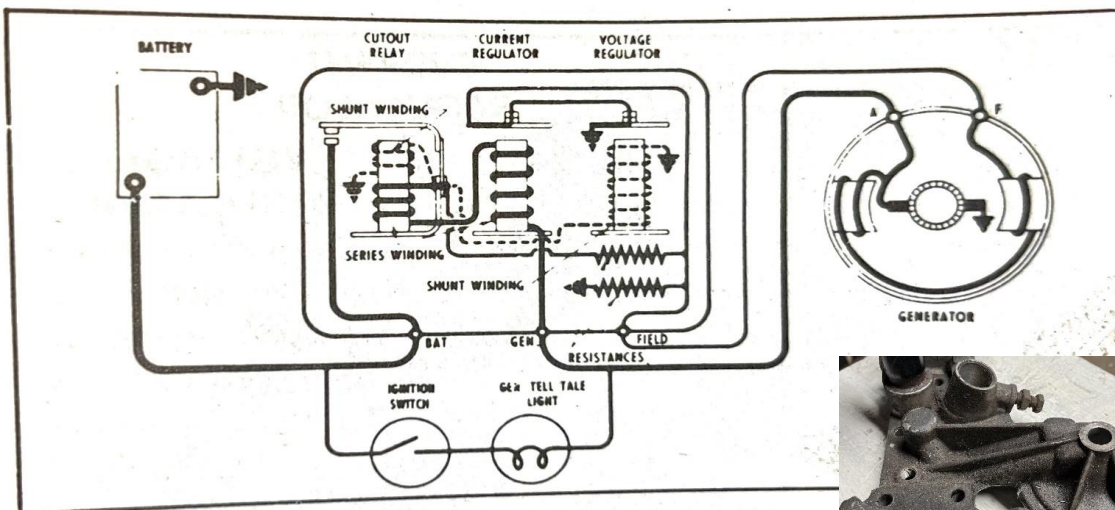 BATTERY
CUTOUT
RELAY
CURRENT
REGULATOR
VOLTAGE
REGULATOR
SHUNT WINDING
A
F
SERIES WINDING
SHUNT WINDING
GENERATOR
BAT
GEN
FIELD
RESISTANCES
IGNITION
SWITCH
GEN TELL TALE
LIGHT